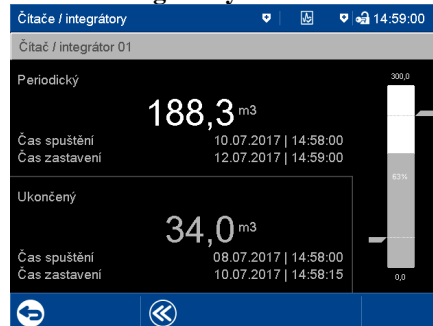 Čítače / integrátory 14:59:00
Čítač / integrátor 01
Periodický
188,3 m3
Čas spuštění 10.07.2017 | 14:58:00
Čas zastavení 12.07.2017 | 14:59:00
Ukončený
34,0 m3
Čas spuštění 08.07.2017 | 14:58:00
Čas zastavení 10.07.2017 | 14:58:15
300,0
63%
0,0